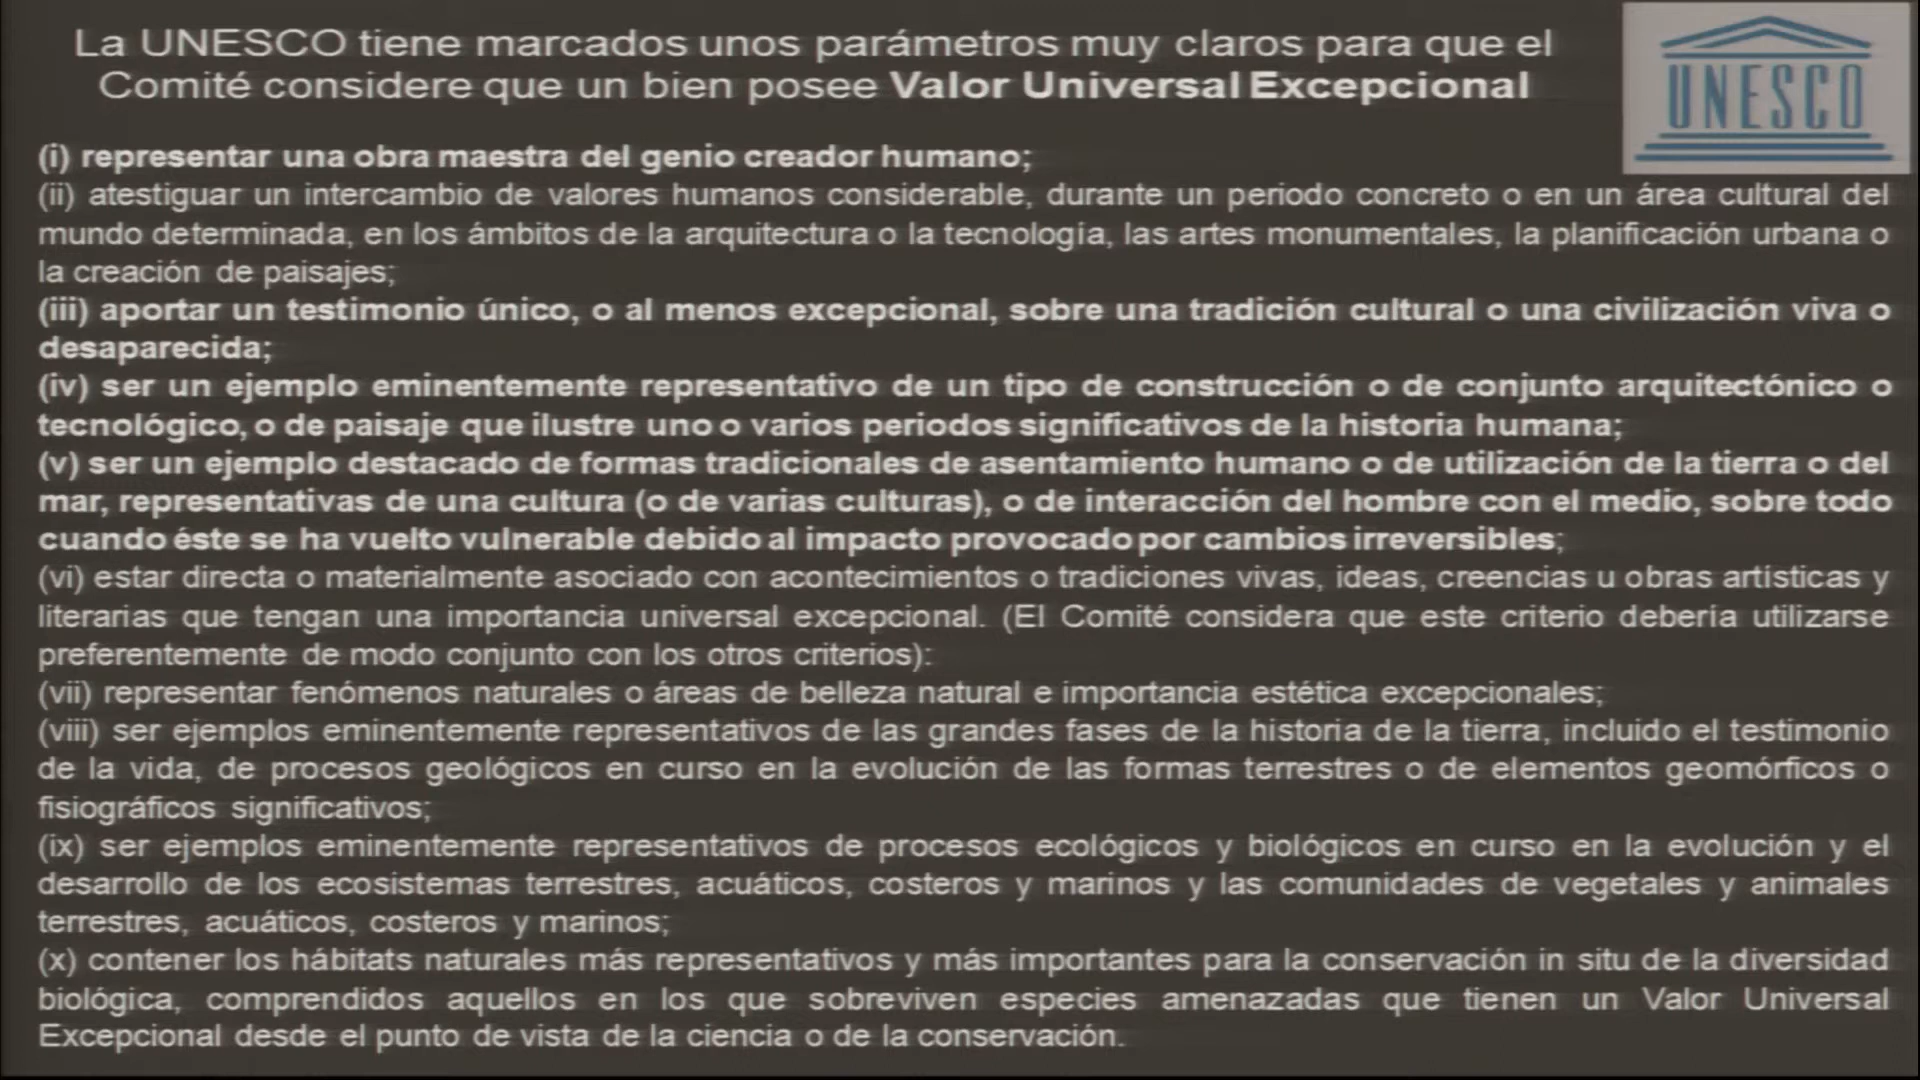 La UNESCO tiene marcados unos parámetros muy claros para que el
Comité considere que un bien posee Valor Universal Excepcional
UNESCO
(i) representar una obra maestra del genio creador humano;
(ii) atestiguar un intercambio de valores humanos considerable, durante un periodo concreto o en un área cultural del
mundo determinada, en los ámbitos de la arquitectura o la tecnología, las artes monumentales, la planificación urbana o
la creación de paisajes;
(iii) aportar un testimonio único, o al menos excepcional, sobre una tradición cultural o una civilización viva o
desaparecida;
(iv) ser un ejemplo eminentemente representativo de un tipo de construcción o de conjunto arquitectónico o
tecnológico, o de paisaje que ilustre uno o varios periodos significativos de la historia humana;
(v) ser un ejemplo destacado de formas tradicionales de asentamiento humano o de utilización de la tierra o del
mar, representativas de una cultura (o de varias culturas), o de interacción del hombre con el medio, sobre todo
cuando éste se ha vuelto vulnerable debido al impacto provocado por cambios irreversibles;
(vi) estar directa o materialmente asociado con acontecimientos o tradiciones vivas, ideas, creencias u obras artísticas y
literarias que tengan una importancia universal excepcional. (El Comité considera que este criterio debería utilizarse
preferentemente de modo conjunto con los otros criterios):
(vii) representar fenómenos naturales o áreas de belleza natural e importancia estética excepcionales;
(viii) ser ejemplos eminentemente representativos de las grandes fases de la historia de la tierra, incluido el testimonio
de la vida, de procesos geológicos en curso en la evolución de las formas terrestres o de elementos geomórficos o
fisiográficos significativos;
(ix) ser ejemplos eminentemente representativos de procesos ecológicos y biológicos en curso en la evolución y el
desarrollo de los ecosistemas terrestres, acuáticos, costeros y marinos y las comunidades de vegetales y animales
terrestres, acuáticos, costeros y marinos;
(x) contener los hábitats naturales más representativos y más importantes para la conservación in situ de la diversidad
biológica, comprendidos aquellos en los que sobreviven especies amenazadas que tienen un Valor Universal
Excepcional desde el punto de vista de la ciencia o de la conservación.